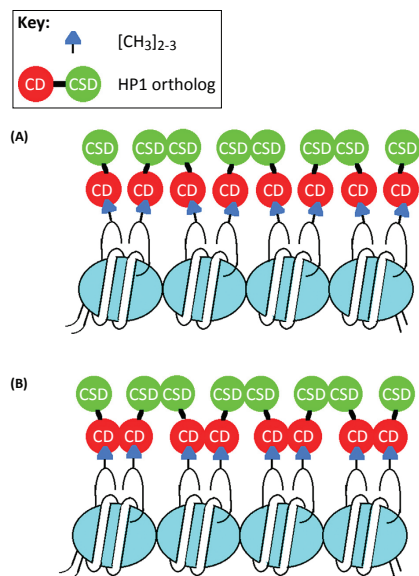 Key:
[CH3]2-3
CD CSD HP1 ortholog
(A)
CSD CSD CSD CSD CSD CSD CSD CSD
CD CD CD CD CD CD CD CD
(B)
CSD CSD CSD CSD CSD CSD CSD CSD
CD CD CD CD CD CD CD CD